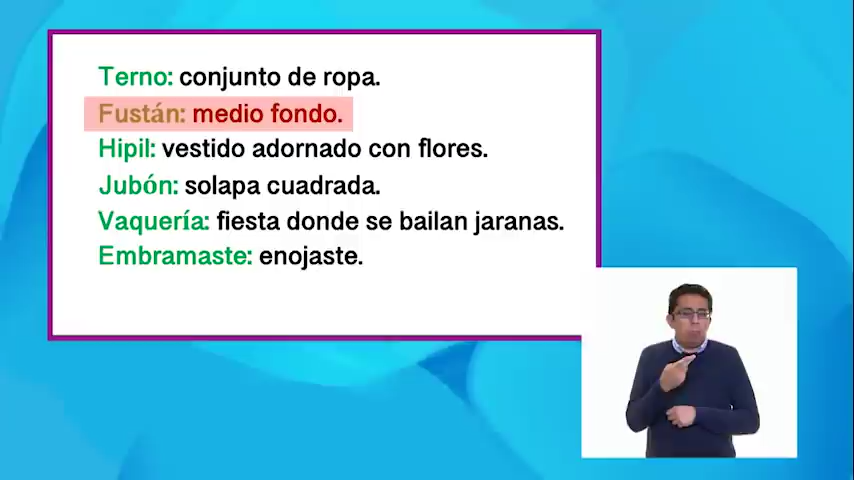 Terno: conjunto de ropa.
Fustán: medio fondo.
Hipil: vestido adornado con flores.
Jubón: solapa cuadrada.
Vaquería: fiesta donde se bailan jaranas.
Embramaste: enojaste.